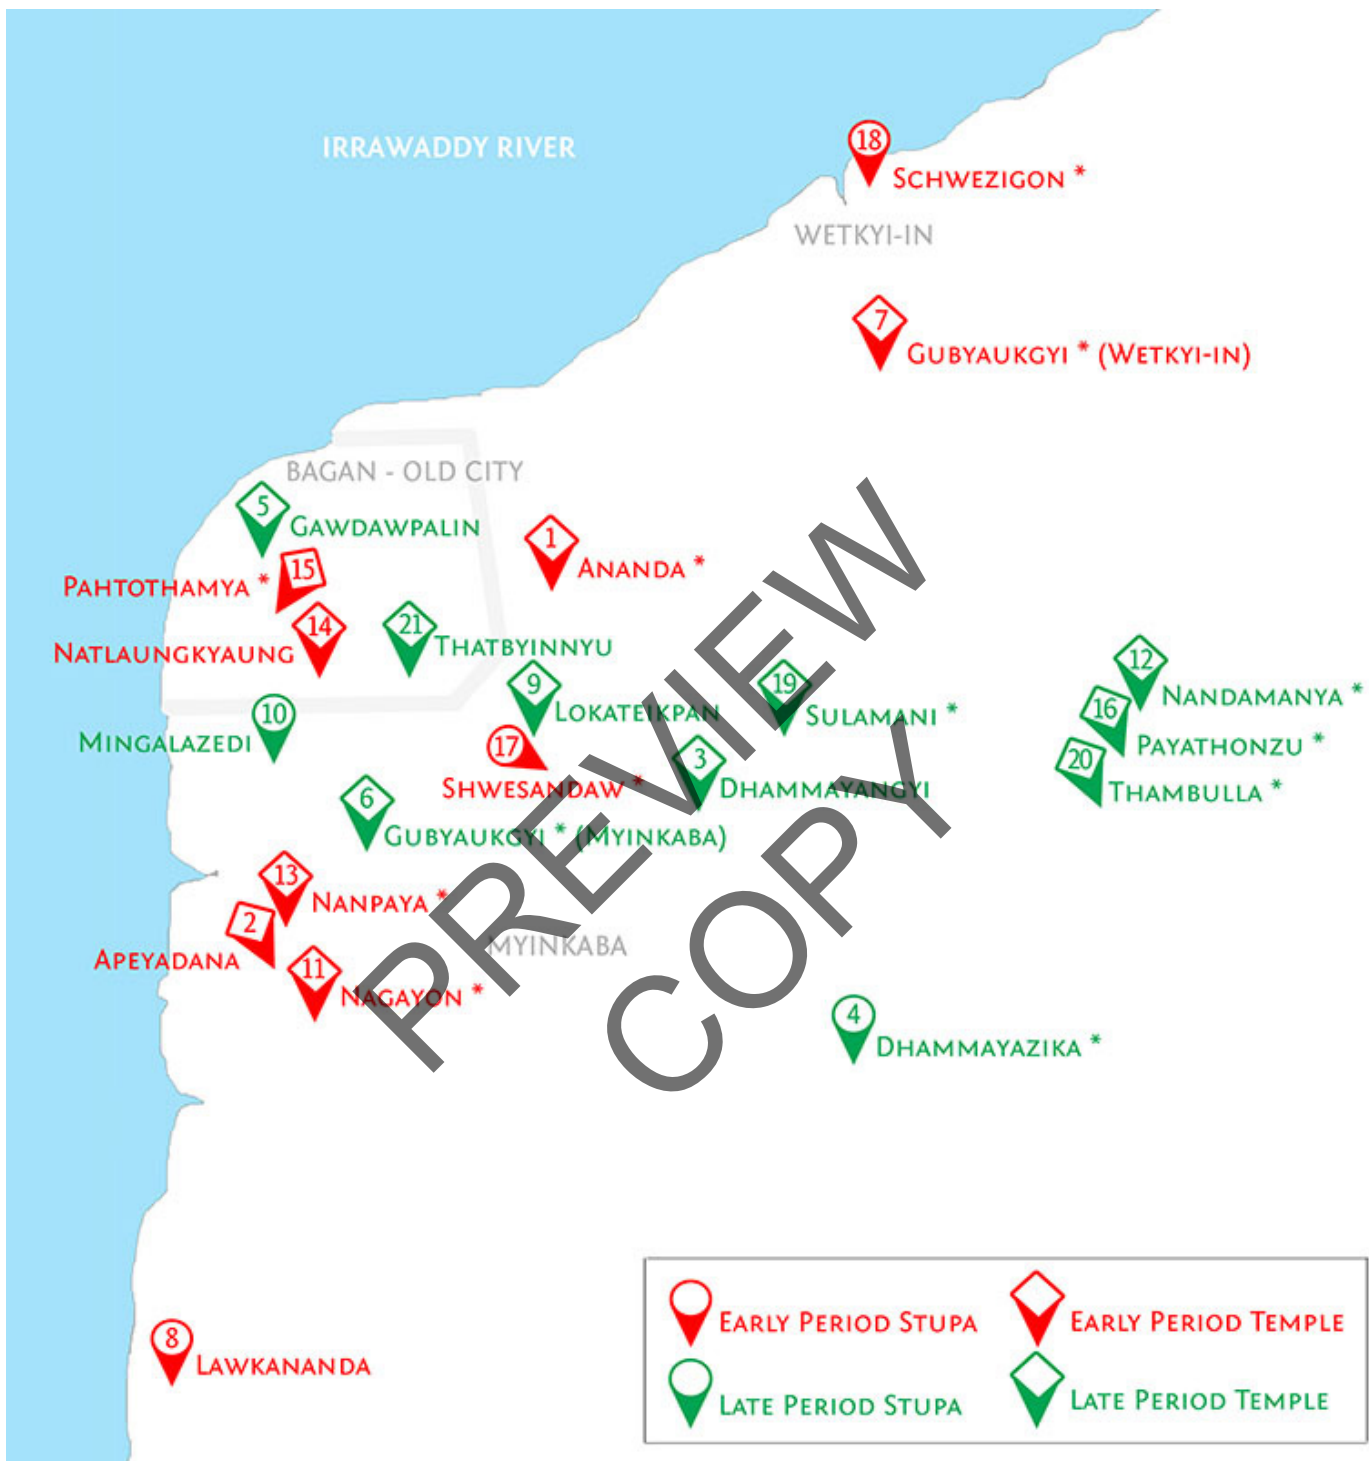 IRRAWADDY RIVER
18
SCHWEZIGON *
WETKYI-IN
7
GUBYAUKGYI * (WETKYI-IN)
BAGAN - OLD CITY
5
GAWDAWPALIN
1
ANANDA *
15
PAHTOTHAMYA *
14
NATLAUNGKYAUNG
21
THATBYINNYU
12
NANDAMANYA *
9
LOKATEIKPAN
19
SULAMANI *
16
PAYATHONZU *
10
MINGALAZEDI
17
SHWESANDAW *
3
DHAMMAYANGYI
20
THAMBULLA *
6
GUBYAUKGYI * (MYINKABA)
13
NANPAYA *
2
APEYADANA
MYINKABA
11
NAGAYON *
4
DHAMMAYAZIKA *
PREVIEW
COPY
8
LAWKANANDA
EARLY PERIOD STUPA
EARLY PERIOD TEMPLE
LATE PERIOD STUPA
LATE PERIOD TEMPLE